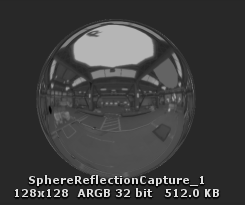 SphereReflectionCapture_1
128x128 ARGB 32 bit 512.0 KB